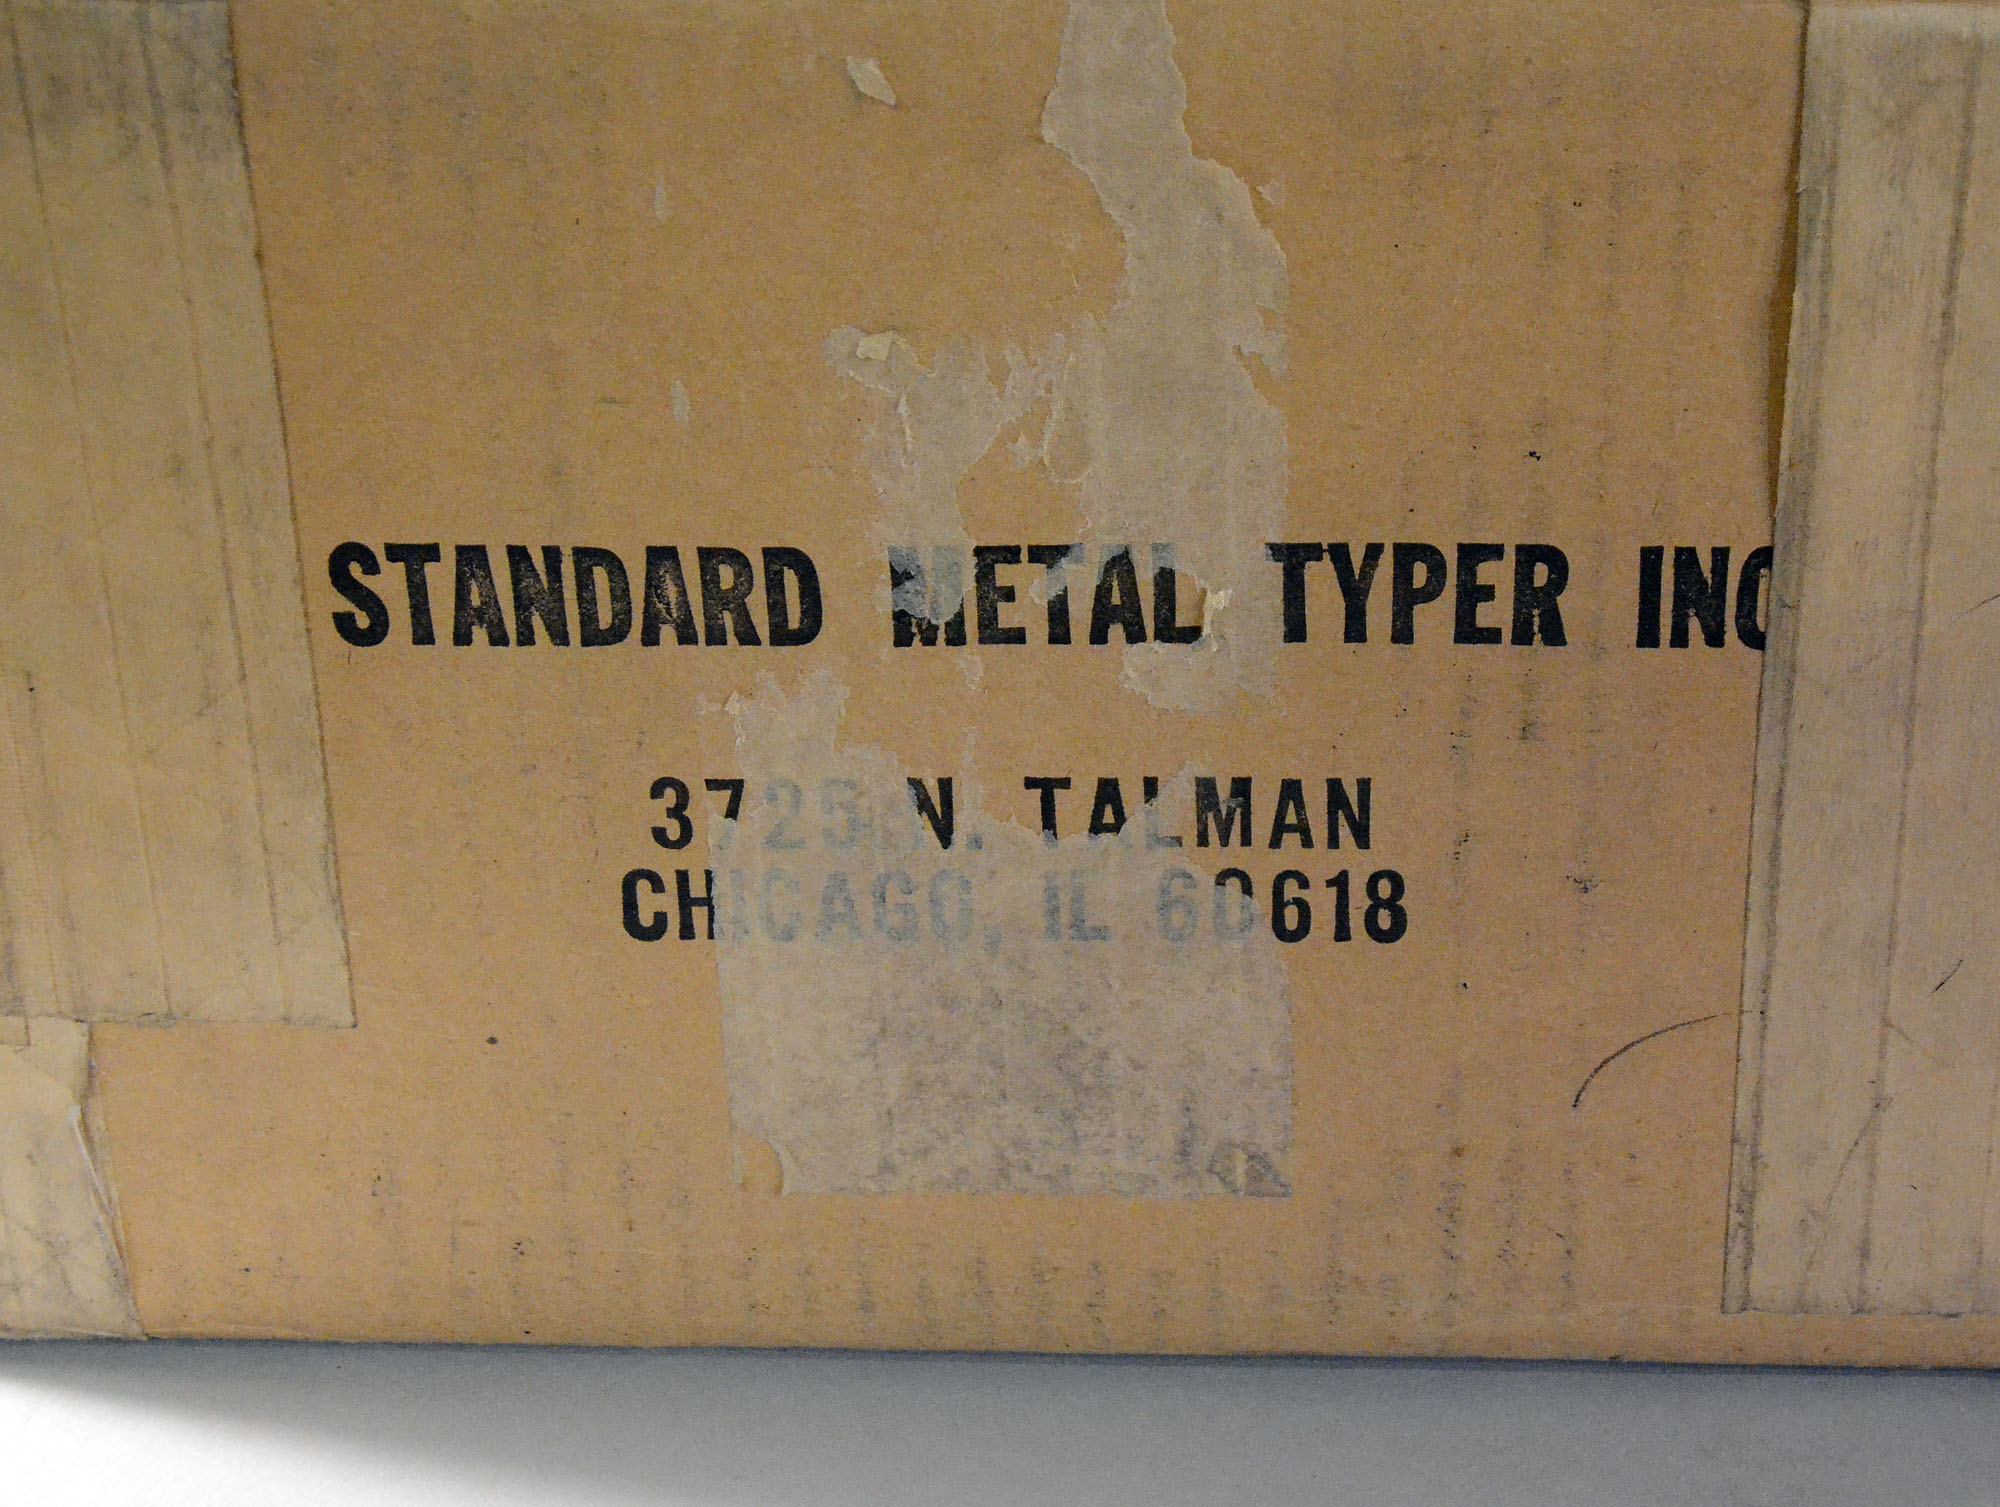 STANDARD METAL TYPER INC
3725 N. TALMAN
CHICAGO, IL 60618